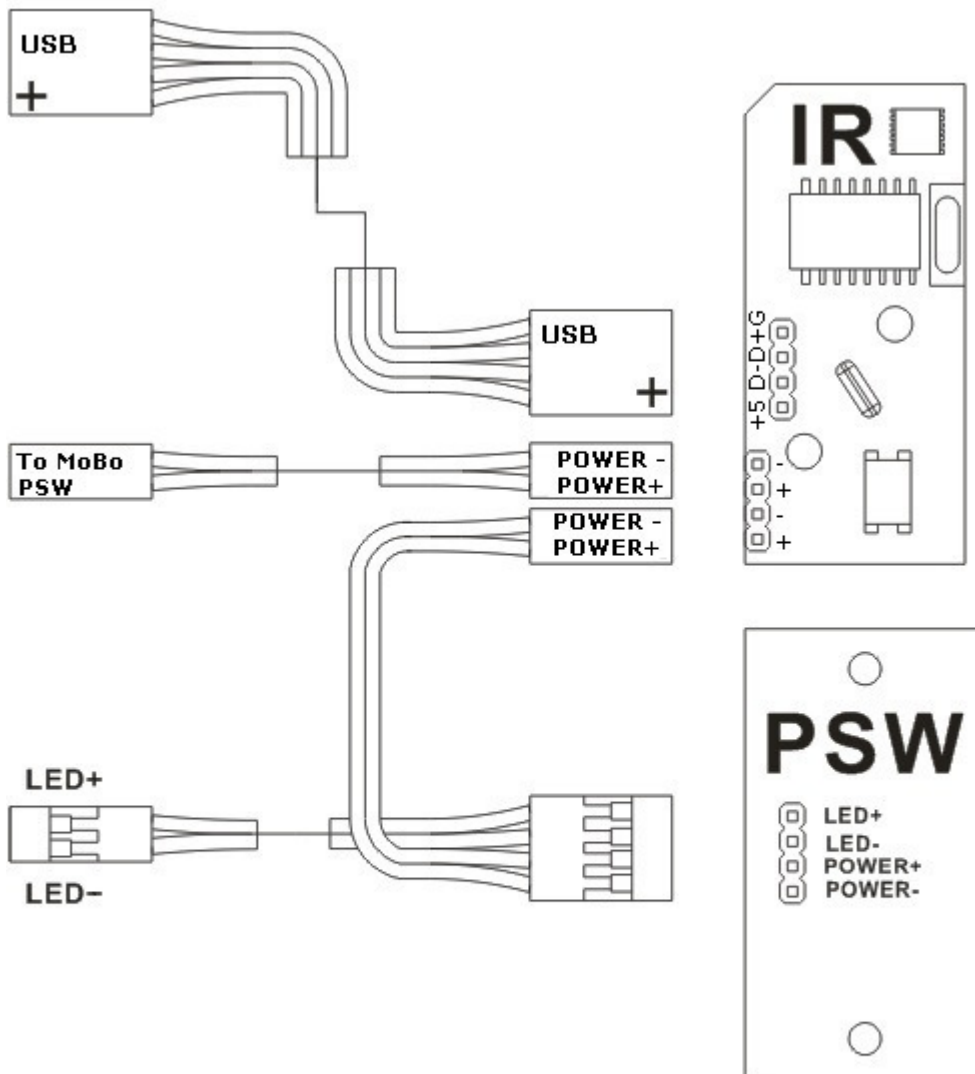 USB
+
IR
USB
+
+5 D-D+G
To MoBo
PSW
POWER -
POWER+
-
+
-
+
POWER -
POWER+
PSW
LED+
LED-
LED+
LED-
POWER+
POWER-